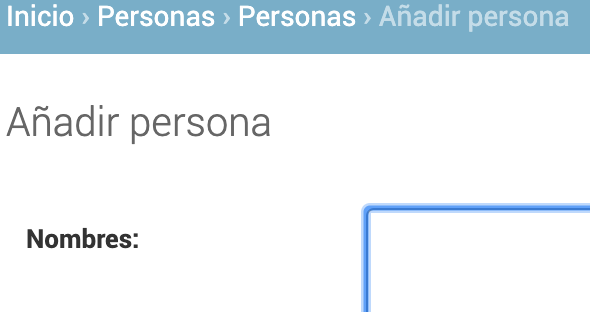 Inicio › Personas › Personas › Añadir persona
Añadir persona
Nombres: